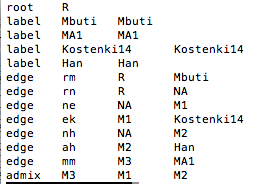 root R
label Mbuti Mbuti
label MA1 MA1
label Kostenki14 Kostenki14
label Han Han
edge rm R Mbuti
edge rn R NA
edge ne NA M1
edge ek M1 Kostenki14
edge nh NA M2
edge ah M2 Han
edge mm M3 MA1
admix M3 M1 M2